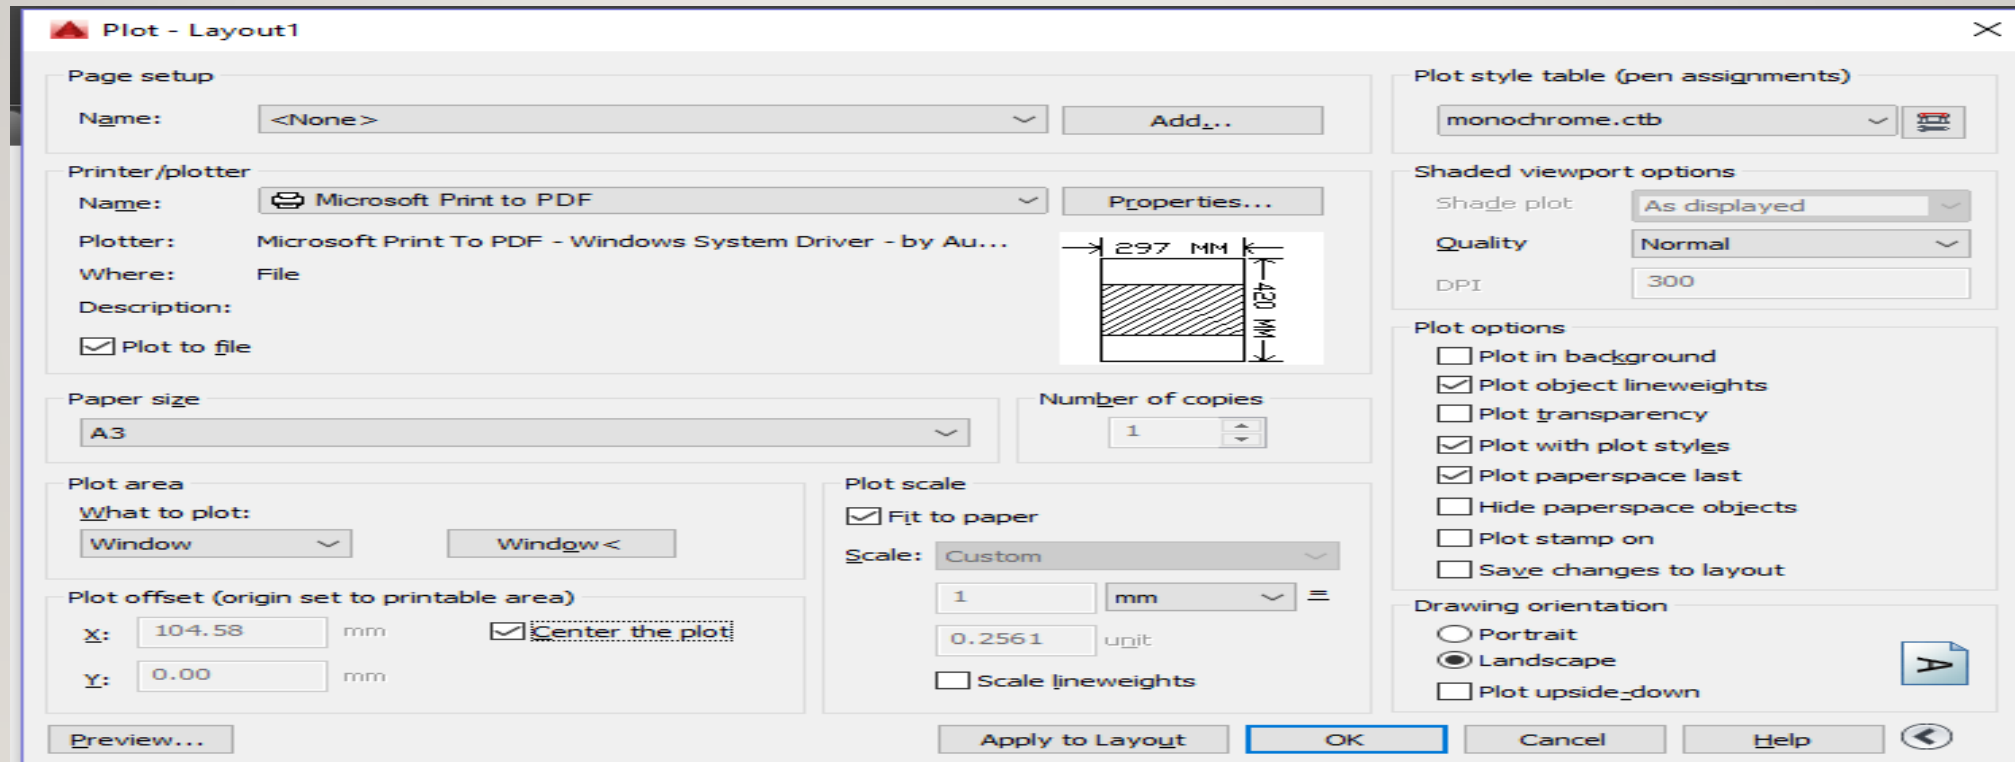 Plot - Layout1
Page setup
Name:
<None>
Add...
Printer/plotter
Name:
Microsoft Print to PDF
Properties...
Plotter:
Microsoft Print To PDF - Windows System Driver - by Au...
Where:
File
Description:
Plot to file
297 MM
420 MM
Paper size
A3
Number of copies
1
Plot area
What to plot:
Window
Window<
Plot offset (origin set to printable area)
X:
104.58
mm
Center the plot
Y:
0.00
mm
Plot scale
Fit to paper
Scale:
Custom
1
mm
=
0.2561
unit
Scale lineweights
Plot style table (pen assignments)
monochrome.ctb
Shaded viewport options
Shade plot
As displayed
Quality
Normal
DPI
300
Plot options
Plot in background
Plot object lineweights
Plot transparency
Plot with plot styles
Plot paperspace last
Hide paperspace objects
Plot stamp on
Save changes to layout
Drawing orientation
Portrait
Landscape
Plot upside-down
A
Preview...
Apply to Layout
OK
Cancel
Help